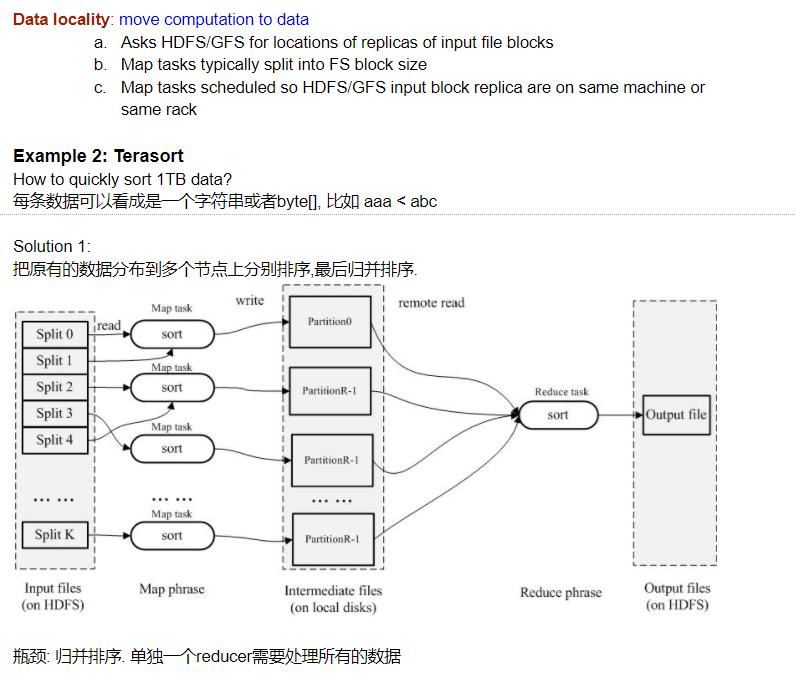 Data locality: move computation to data
a. Asks HDFS/GFS for locations of replicas of input file blocks
b. Map tasks typically split into FS block size
c. Map tasks scheduled so HDFS/GFS input block replica are on same machine or
same rack
Example 2: Terasort
How to quickly sort 1TB data?
每条数据可以看成是一个字符串或者byte[], 比如 aaa < abc
Solution 1:
把原有的数据分布到多个节点上分别排序,最后归并排序.
Split 0
Split 1
Split 2
Split 3
Split 4
... ...
Split K
read
Map task
sort
Map task
sort
Map task
sort
... ...
Map task
sort
write
Partition0
PartitionR-1
PartitionR-1
... ...
PartitionR-1
remote read
Reduce task
sort
Output file
Input files
(on HDFS)
Map phrase
Intermediate files
(on local disks)
Reduce phrase
Output files
(on HDFS)
瓶颈: 归并排序. 单独一个reducer需要处理所有的数据